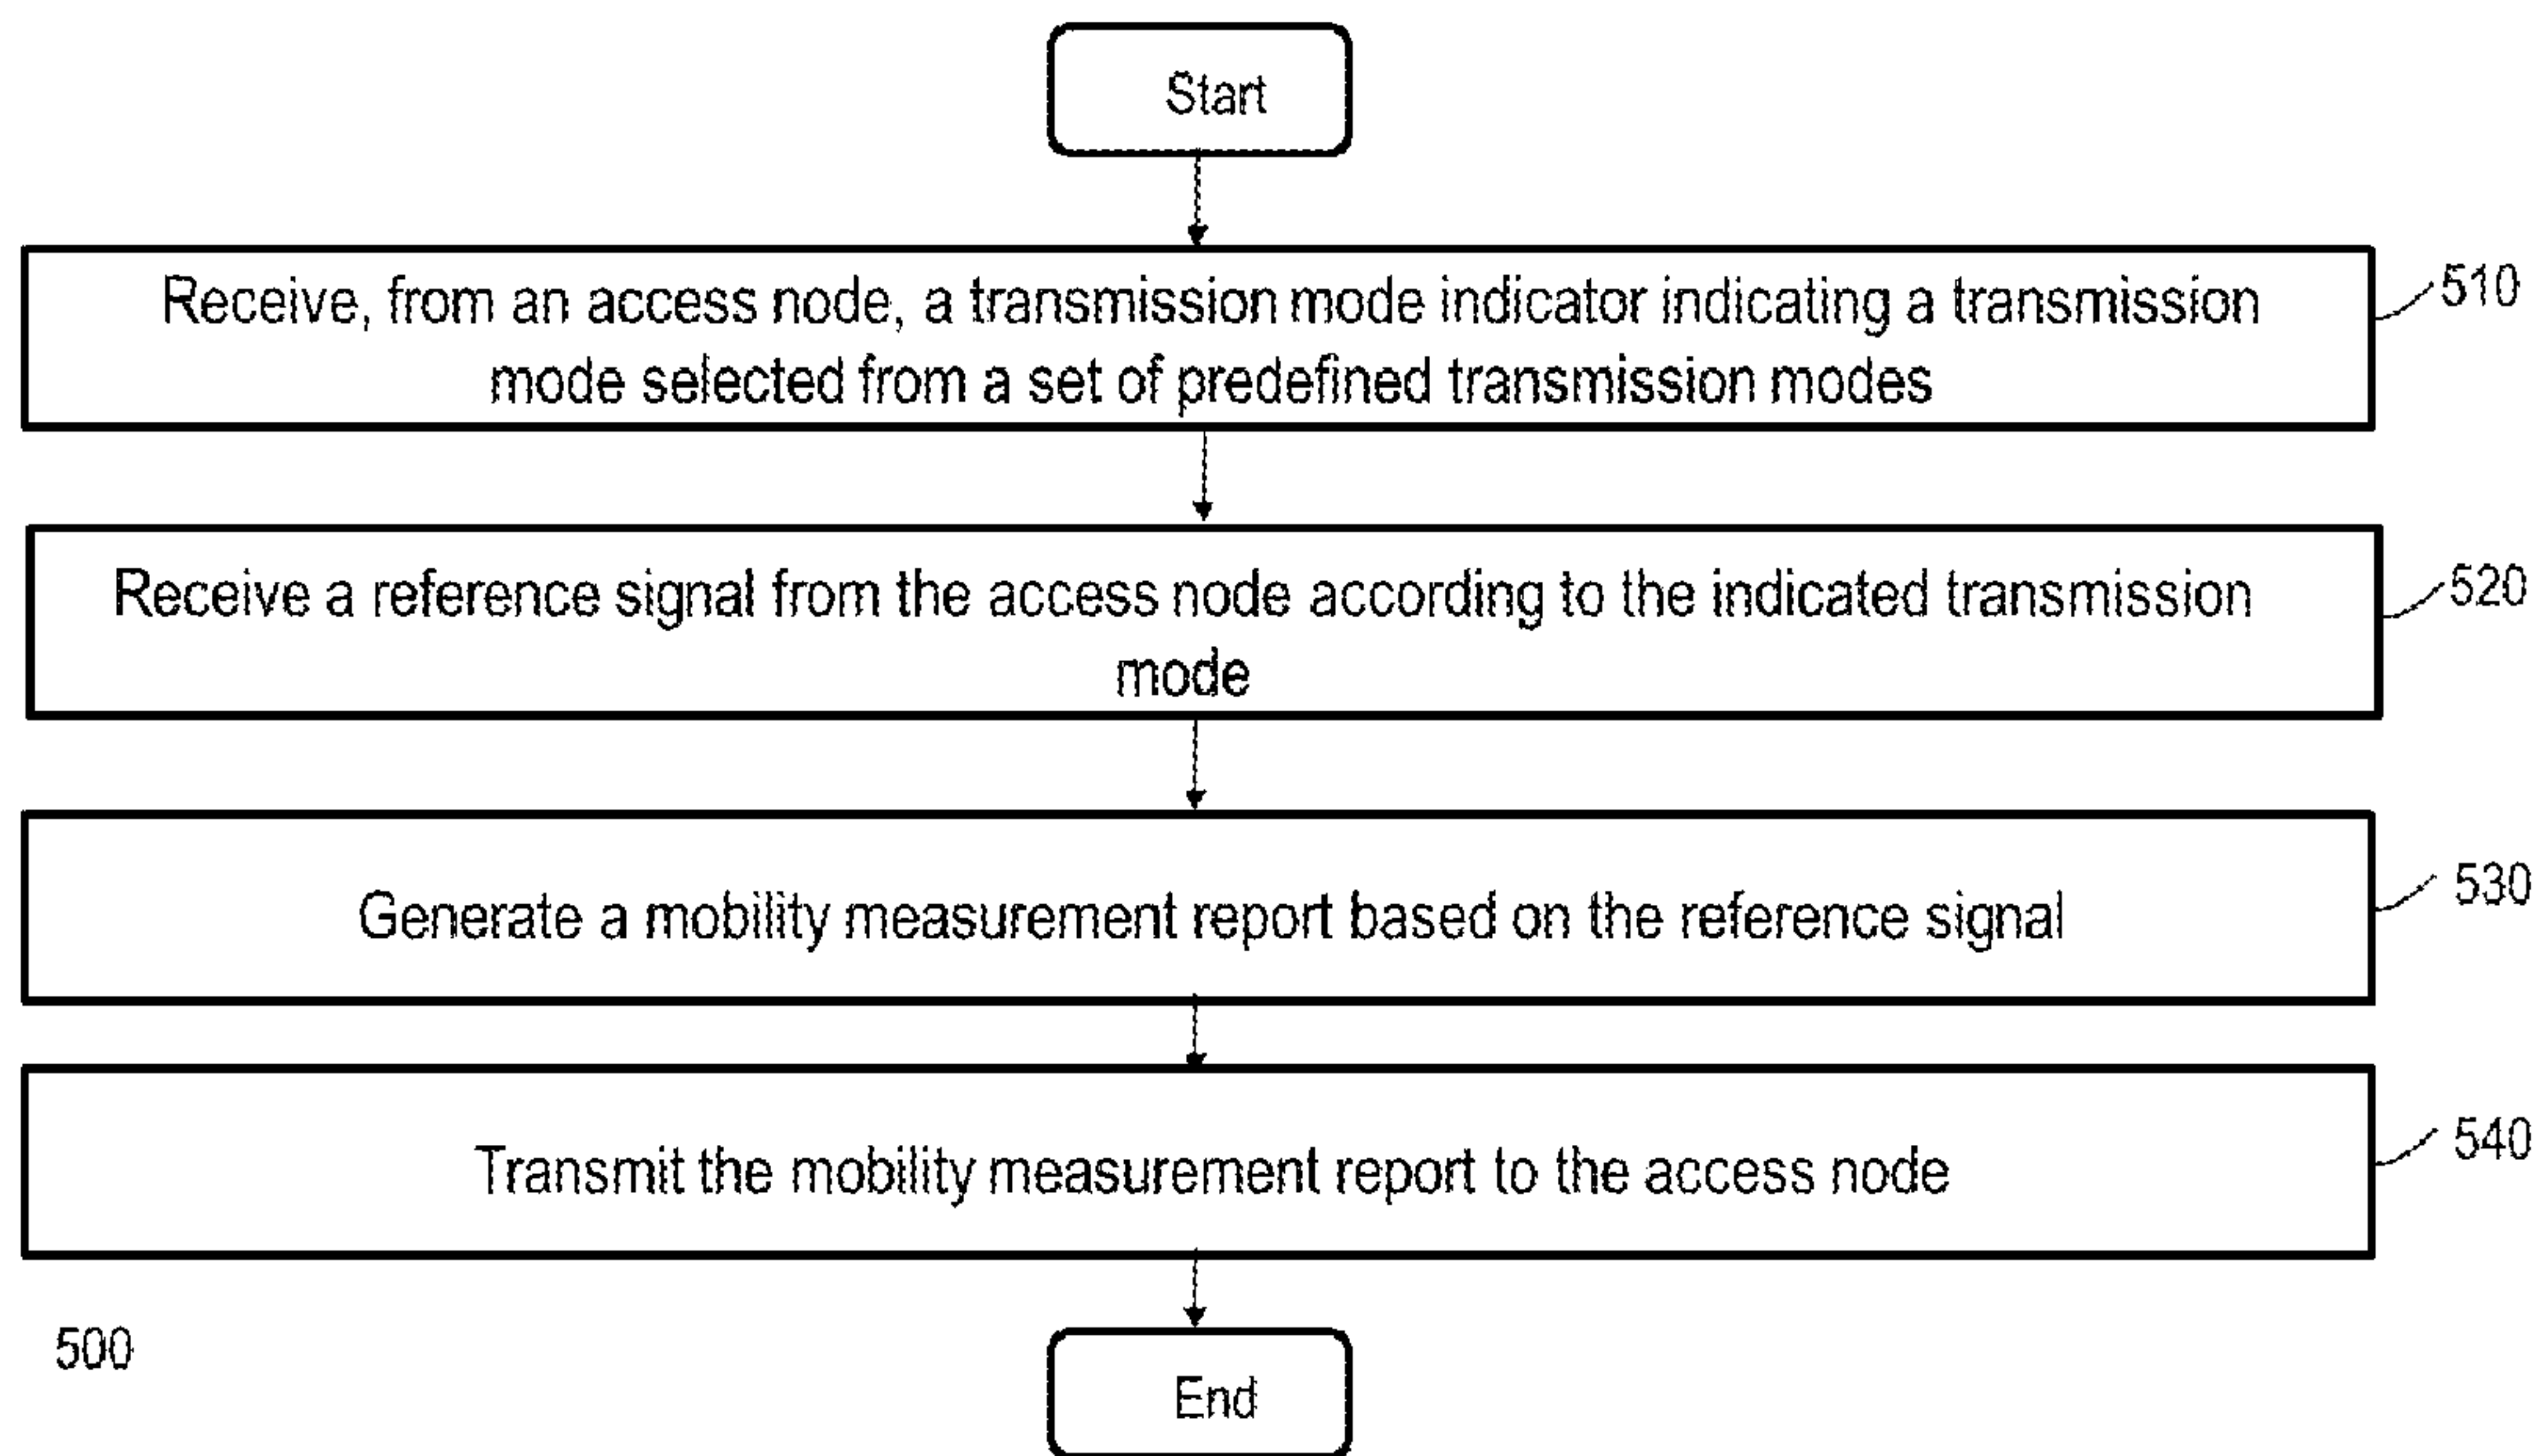 Start
Receive, from an access node, a transmission mode indicator indicating a transmission
mode selected from a set of predefined transmission modes
510
Receive a reference signal from the access node according to the indicated transmission
mode
520
Generate a mobility measurement report based on the reference signal
530
Transmit the mobility measurement report to the access node
540
500
End